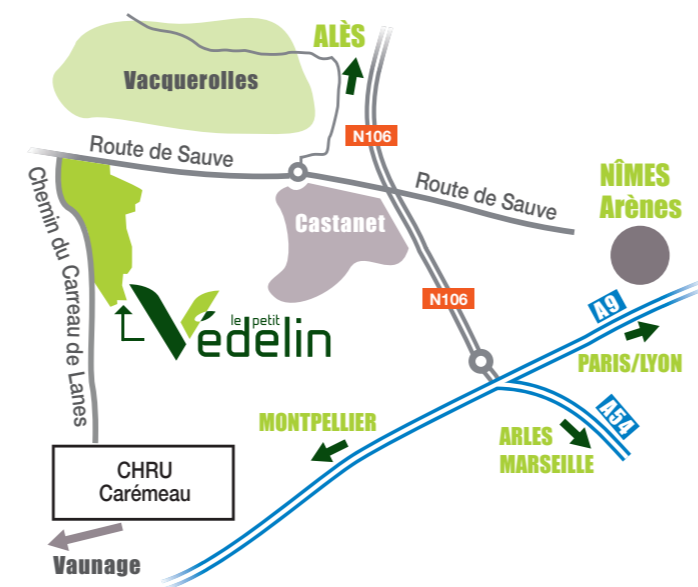 ALÈS
Vacquerolles
N106
Route de Sauve
Route de Sauve
Chemin du Carreau de Lanes
Castanet
NÎMES
Arènes
N106
A9
le petit
Védelin
PARIS/LYON
MONTPELLIER
A54
ARLES
MARSEILLE
CHRU
Carémeau
Vaunage